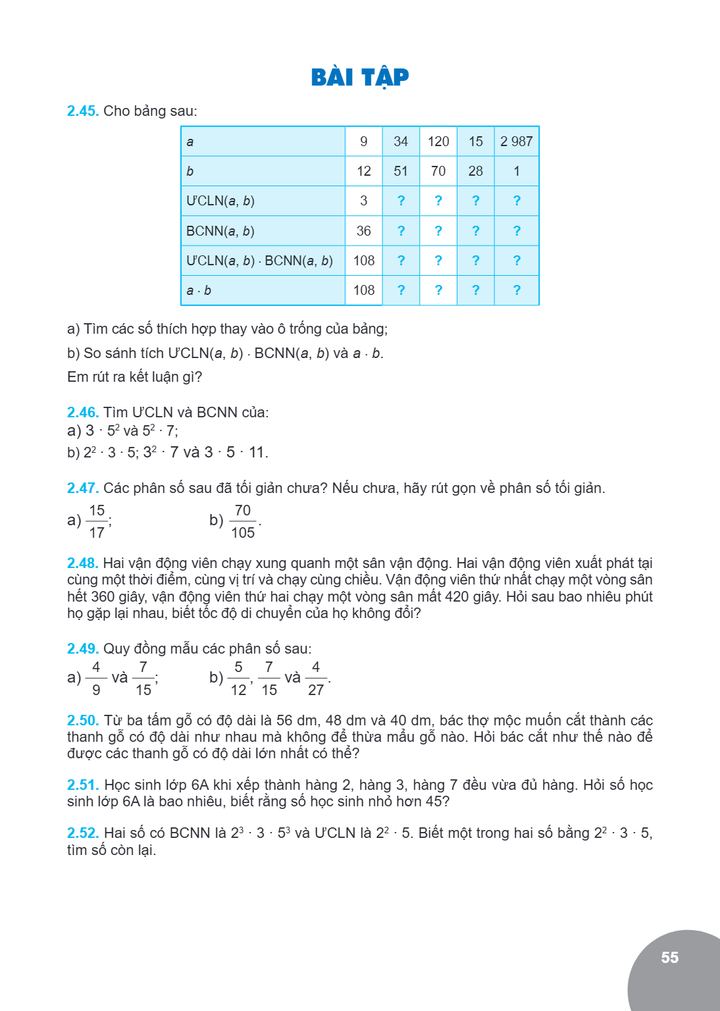 BÀI TẬP
2.45. Cho bảng sau:
a 9 34 120 15 2 987
b 12 51 70 28 1
ƯCLN(a, b) 3 ? ? ? ?
BCNN(a, b) 36 ? ? ? ?
ƯCLN(a, b) · BCNN(a, b) 108 ? ? ? ?
a · b 108 ? ? ? ?
a) Tìm các số thích hợp thay vào ô trống của bảng;
b) So sánh tích ƯCLN(a, b) · BCNN(a, b) và a · b.
Em rút ra kết luận gì?
2.46. Tìm ƯCLN và BCNN của:
a) 3 · 5² và 5² · 7;
b) 2² · 3 · 5; 3² · 7 và 3 · 5 · 11.
2.47. Các phân số sau đã tối giản chưa? Nếu chưa, hãy rút gọn về phân số tối giản.
a) 15/17; b) 70/105.
2.48. Hai vận động viên chạy xung quanh một sân vận động. Hai vận động viên xuất phát tại
cùng một thời điểm, cùng vị trí và chạy cùng chiều. Vận động viên thứ nhất chạy một vòng sân
hết 360 giây, vận động viên thứ hai chạy một vòng sân mất 420 giây. Hỏi sau bao nhiêu phút
họ gặp lại nhau, biết tốc độ di chuyển của họ không đổi?
2.49. Quy đồng mẫu các phân số sau:
a) 4/9 và 7/15; b) 5/12, 7/15 và 4/27.
2.50. Từ ba tấm gỗ có độ dài là 56 dm, 48 dm và 40 dm, bác thợ mộc muốn cắt thành các
thanh gỗ có độ dài như nhau mà không để thừa mẩu gỗ nào. Hỏi bác cắt như thế nào để
được các thanh gỗ có độ dài lớn nhất có thể?
2.51. Học sinh lớp 6A khi xếp thành hàng 2, hàng 3, hàng 7 đều vừa đủ hàng. Hỏi số học
sinh lớp 6A là bao nhiêu, biết rằng số học sinh nhỏ hơn 45?
2.52. Hai số có BCNN là 2³ · 3 · 5³ và ƯCLN là 2² · 5. Biết một trong hai số bằng 2² · 3 · 5,
tìm số còn lại.
55